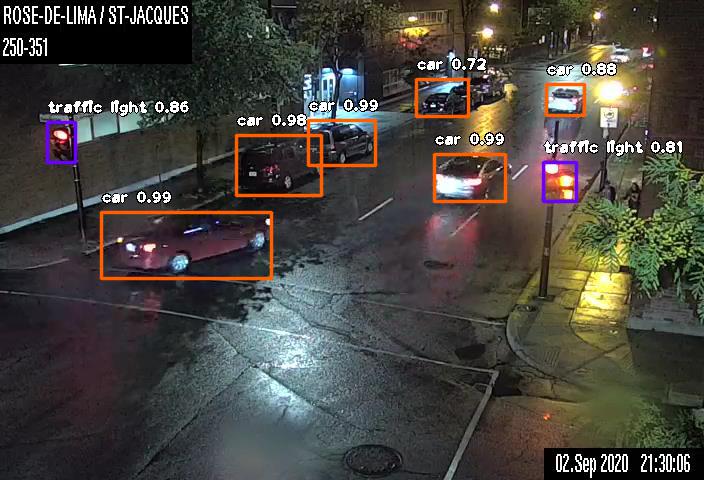 ROSE-DE-LIMA / ST-JACQUES
250-351
car 0.72
car 0.88
traffic light 0.86
car 0.99
car 0.98
car 0.99
traffic light 0.81
car 0.99
02.Sep 2020 21:30:06